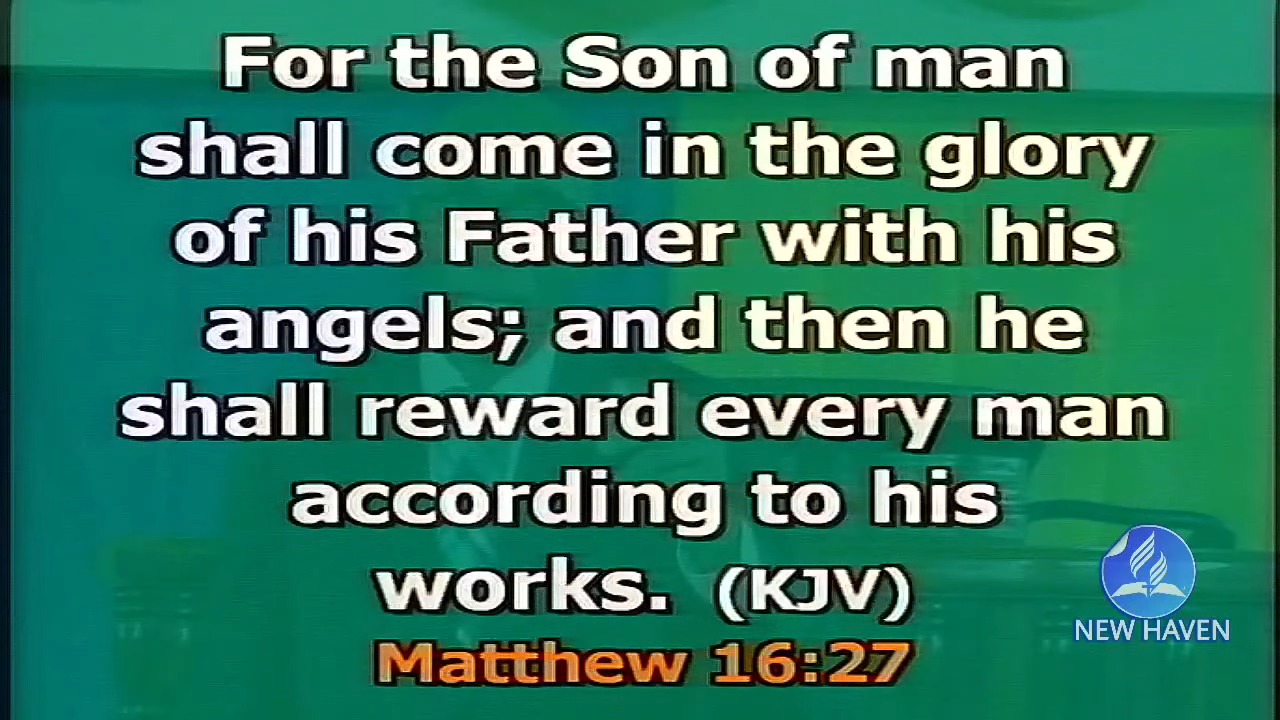 For the Son of man
shall come in the glory
of his Father with his
angels; and then he
shall reward every man
according to his
works. (KJV)
Matthew 16:27
NEW HAVEN